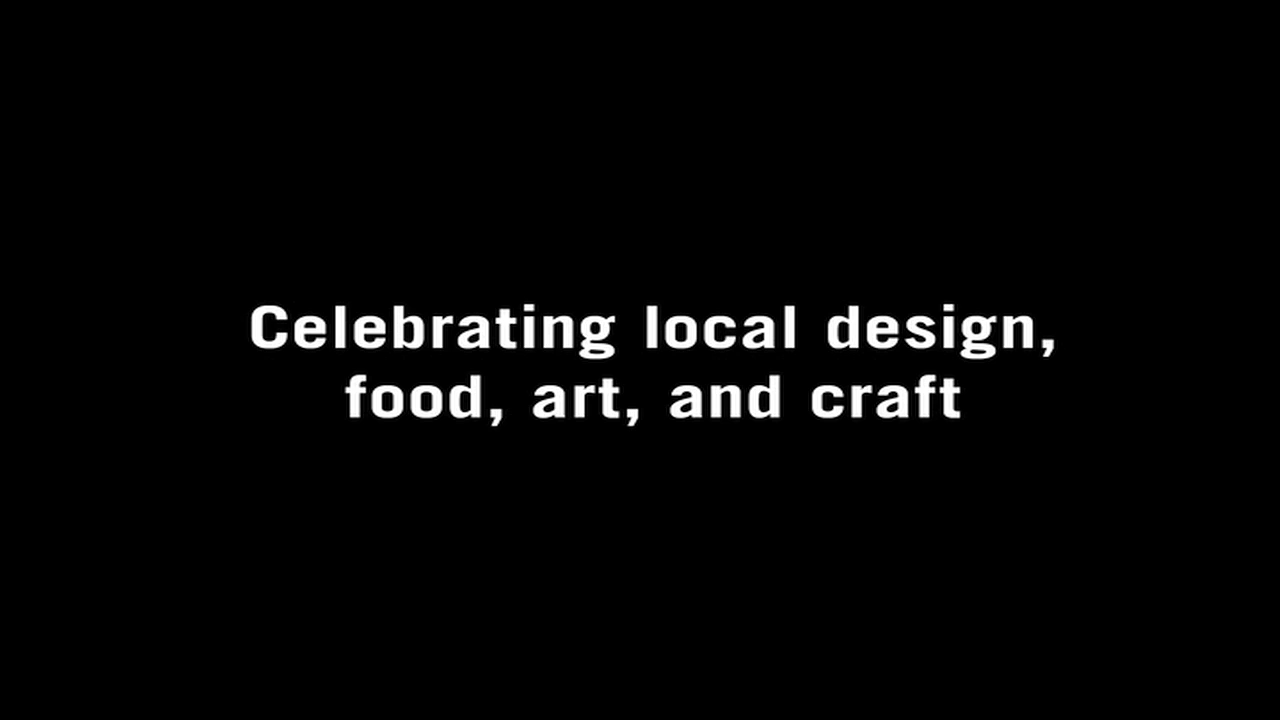 Celebrating local design,
food, art, and craft